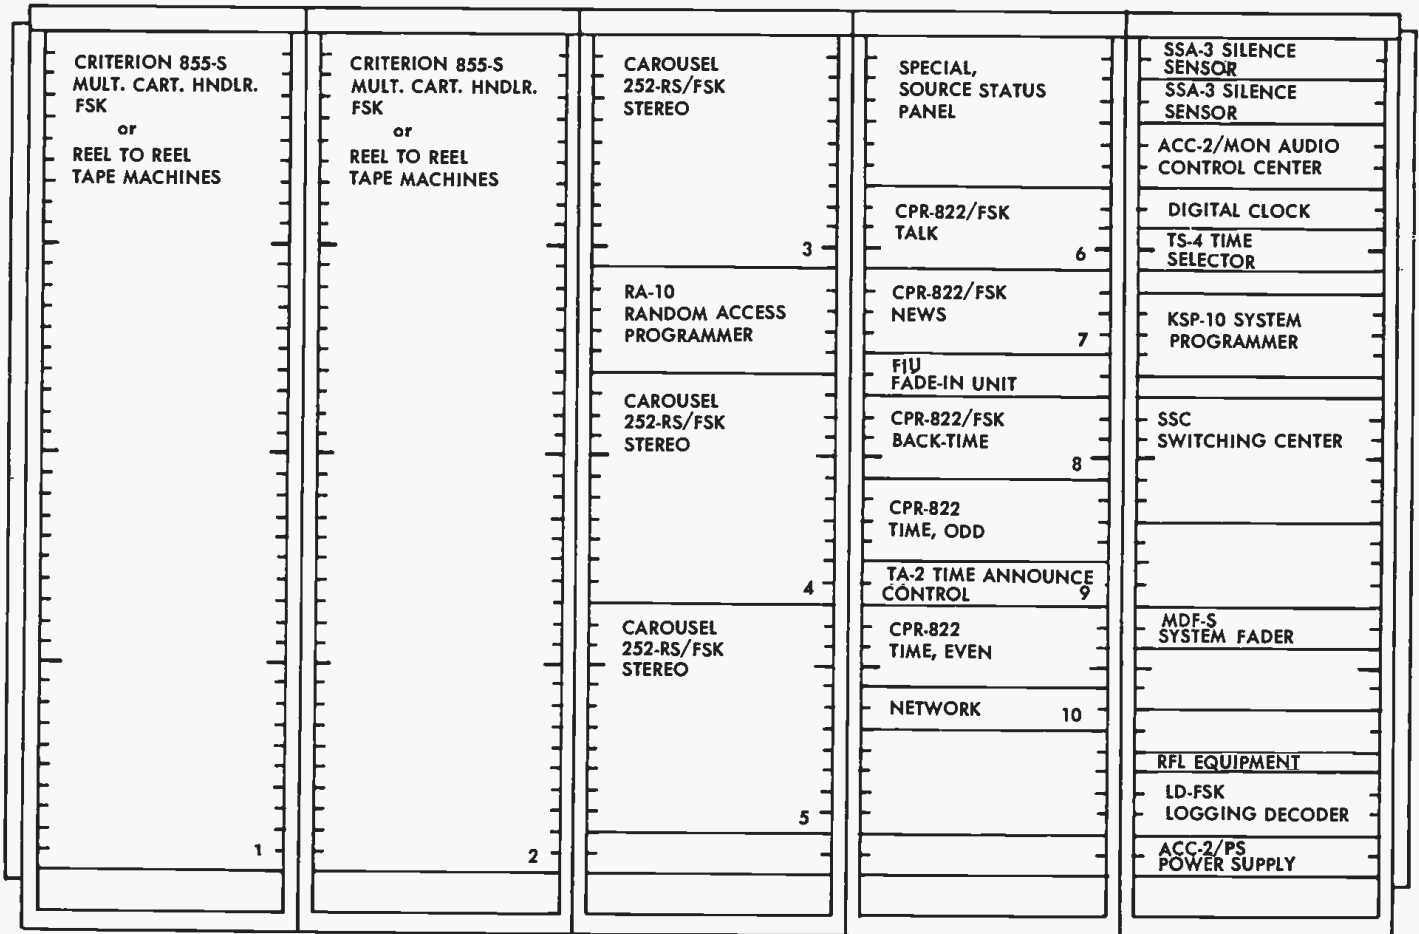 CRITERION 855-S
MULT. CART. HNDLR.
FSK
or
REEL TO REEL
TAPE MACHINES
1
CRITERION 855-S
MULT. CART. HNDLR.
FSK
or
REEL TO REEL
TAPE MACHINES
2
CAROUSEL
252-RS/FSK
STEREO
3
RA-10
RANDOM ACCESS
PROGRAMMER
CAROUSEL
252-RS/FSK
STEREO
4
CAROUSEL
252-RS/FSK
STEREO
5
SPECIAL,
SOURCE STATUS
PANEL
CPR-822/FSK
TALK
6
CPR-822/FSK
NEWS
7
FIU
FADE-IN UNIT
CPR-822/FSK
BACK-TIME
8
CPR-822
TIME, ODD
TA-2 TIME ANNOUNCE
CONTROL 9
CPR-822
TIME, EVEN
NETWORK 10
SSA-3 SILENCE
SENSOR
SSA-3 SILENCE
SENSOR
ACC-2/MON AUDIO
CONTROL CENTER
DIGITAL CLOCK
TS-4 TIME
SELECTOR
KSP-10 SYSTEM
PROGRAMMER
SSC
SWITCHING CENTER
MDF-S
SYSTEM FADER
RFL EQUIPMENT
LD-FSK
LOGGING DECODER
ACC-2/PS
POWER SUPPLY